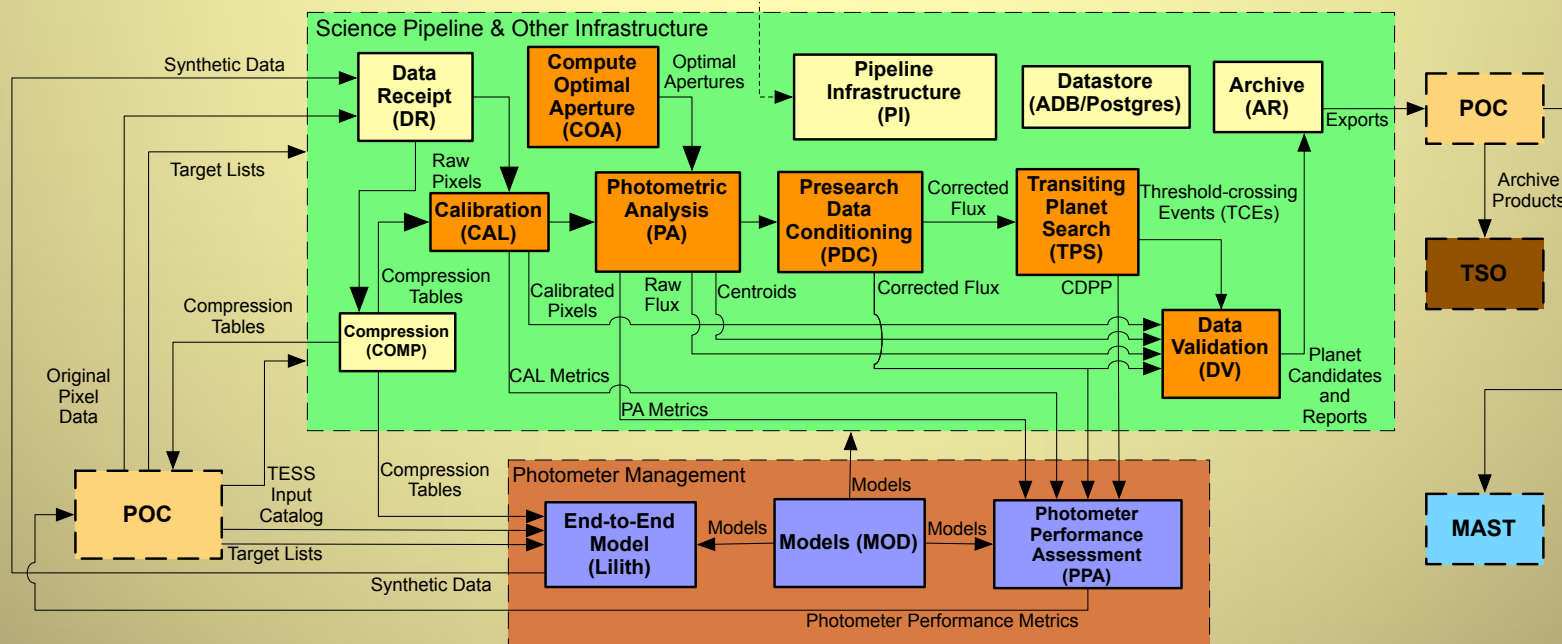 Science Pipeline & Other Infrastructure
Synthetic Data
Data
Receipt
(DR)
Compute
Optimal
Aperture
(COA)
Optimal
Apertures
Pipeline
Infrastructure
(PI)
Datastore
(ADB/Postgres)
Archive
(AR)
Exports
POC
Target Lists
Raw
Pixels
Calibration
(CAL)
Photometric
Analysis
(PA)
Presearch
Data
Conditioning
(PDC)
Corrected
Flux
Transiting
Planet
Search
(TPS)
Threshold-crossing
Events (TCEs)
Archive
Products
TSO
Compression
Tables
Compression
Tables
Calibrated
Pixels
Raw
Flux
Centroids
Corrected Flux
CDPP
Compression
(COMP)
Data
Validation
(DV)
Original
Pixel
Data
CAL Metrics
PA Metrics
Planet
Candidates
and
Reports
POC
TESS
Input
Catalog
Target Lists
Compression
Tables
Photometer Management
Models
End-to-End
Model
(Lilith)
Models
Models (MOD)
Models
Photometer
Performance
Assessment
(PPA)
MAST
Synthetic Data
Photometer Performance Metrics